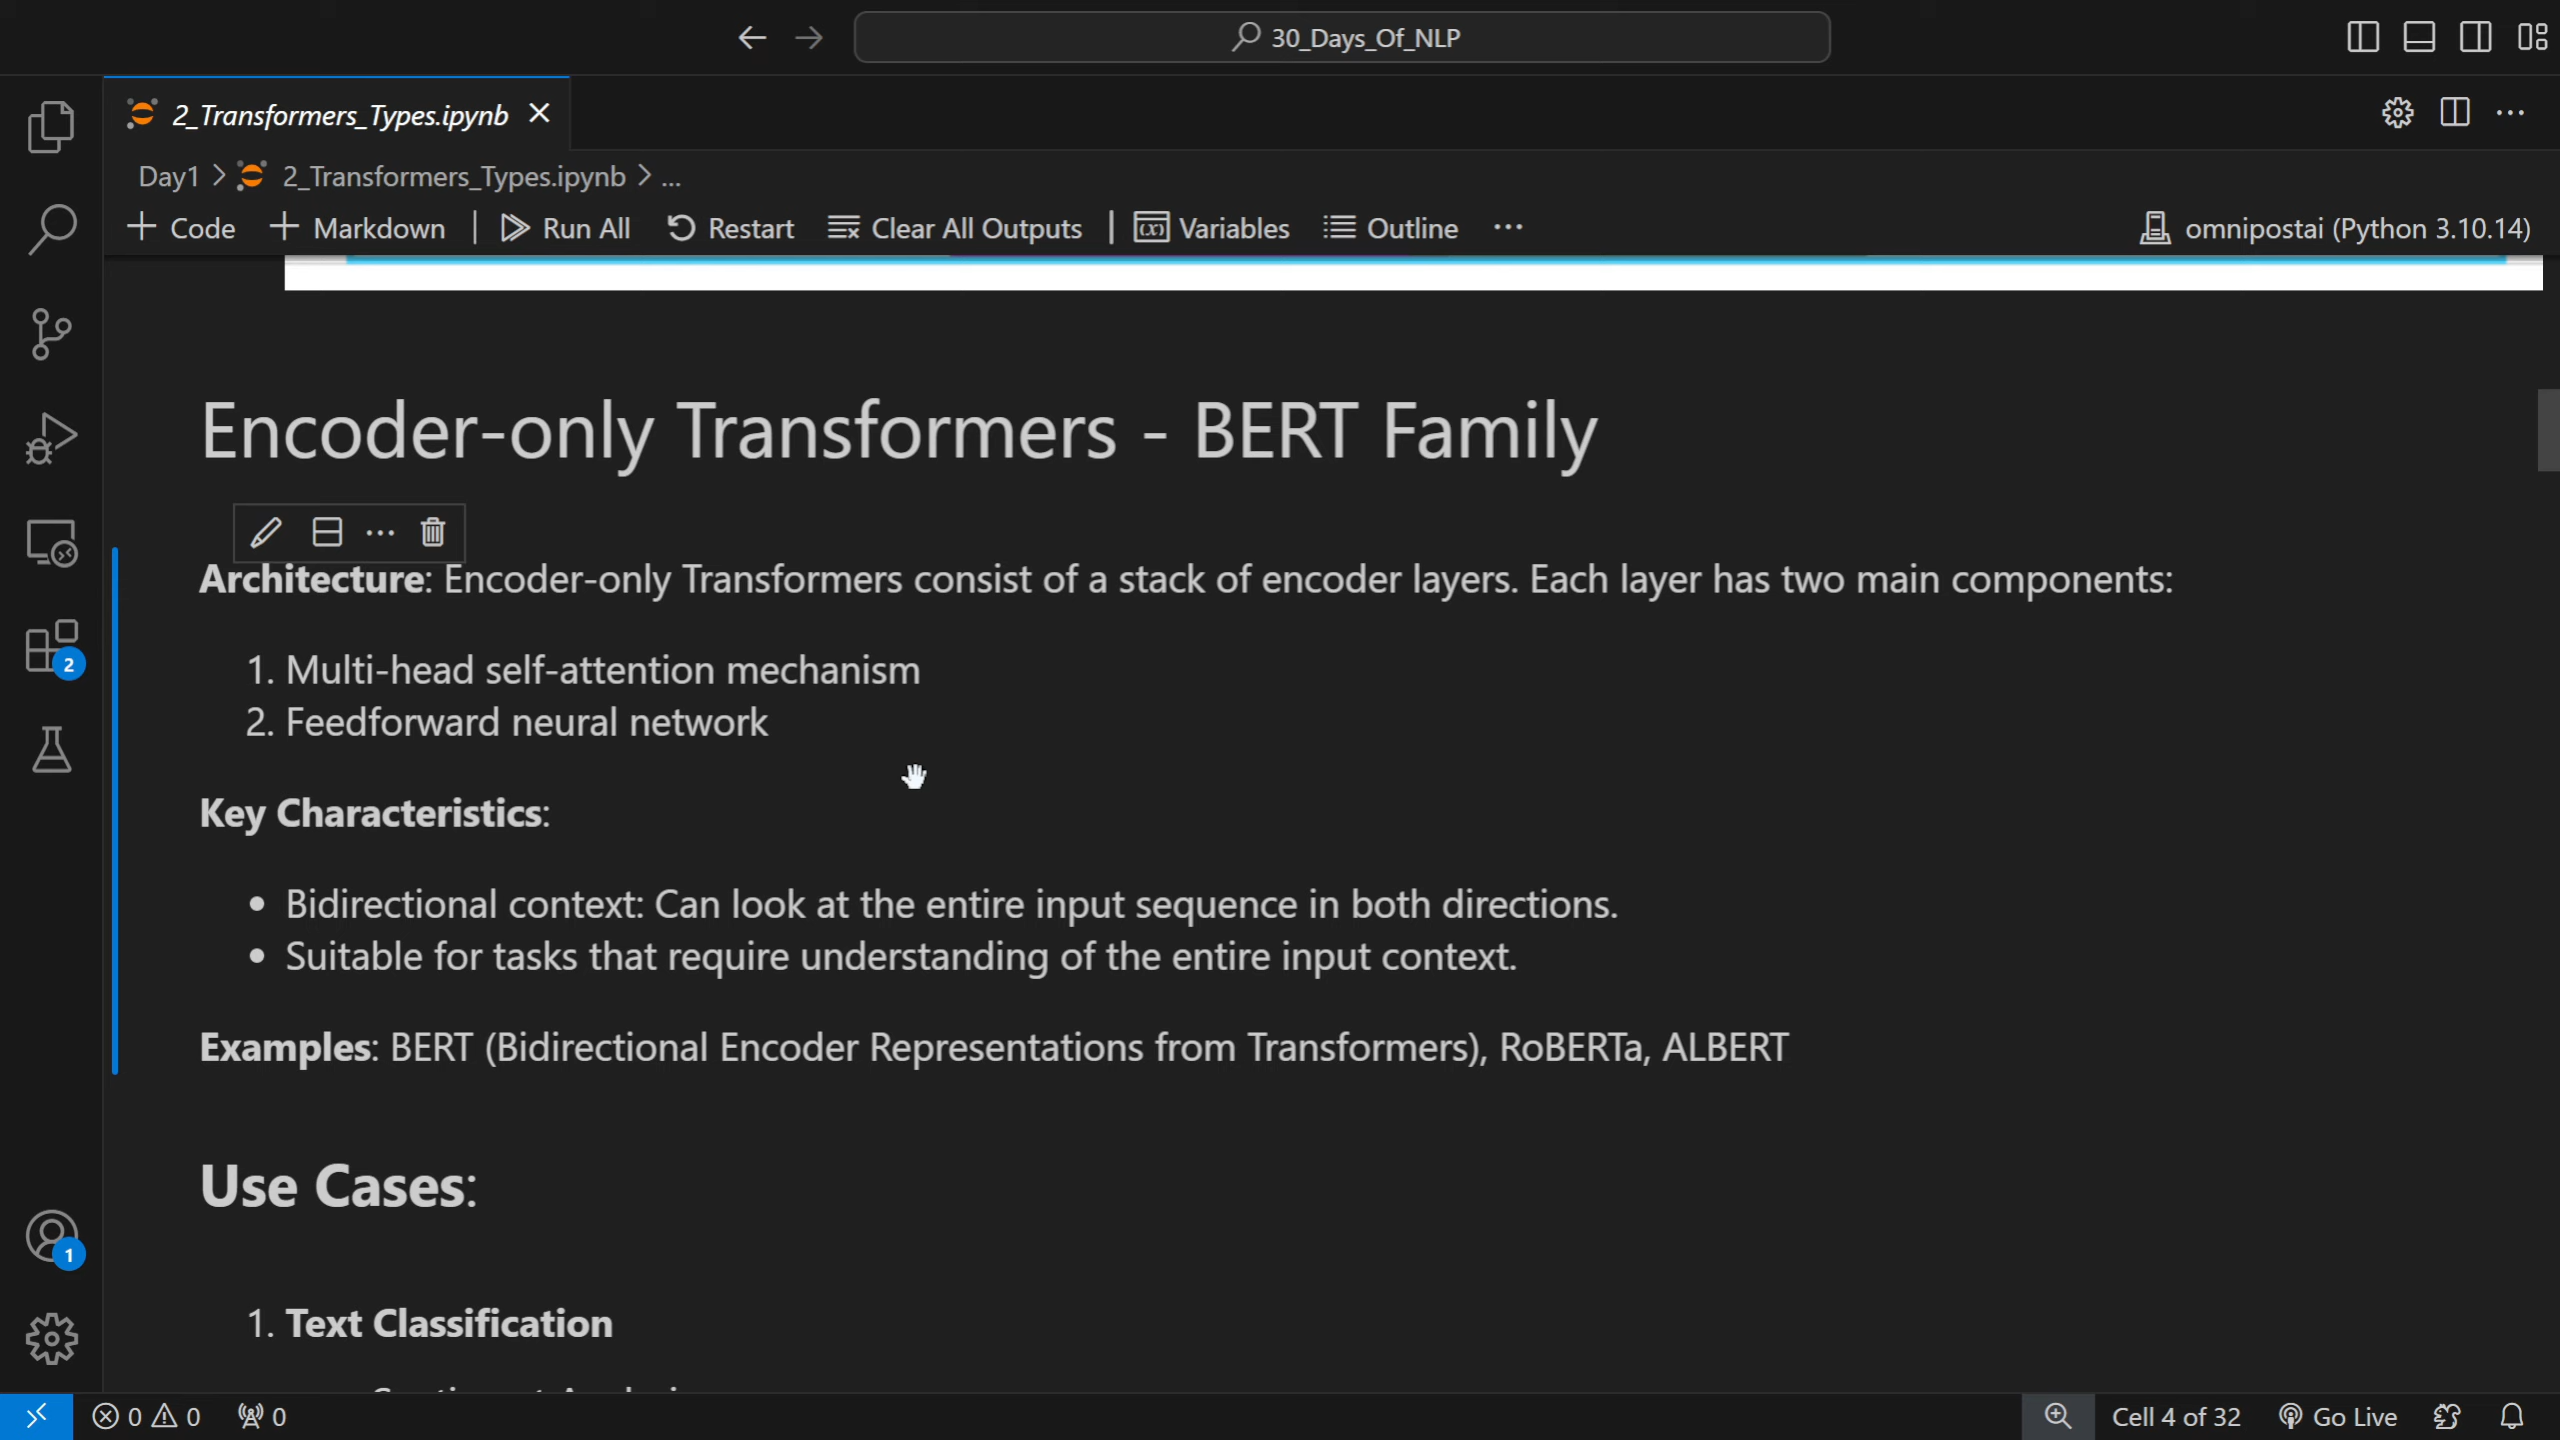 30_Days_Of_NLP
2_Transformers_Types.ipynb
Day1 > 2_Transformers_Types.ipynb > ...
Code Markdown Run All Restart Clear All Outputs Variables Outline ... omnipostai (Python 3.10.14)
Encoder-only Transformers - BERT Family
Architecture: Encoder-only Transformers consist of a stack of encoder layers. Each layer has two main components:
1. Multi-head self-attention mechanism
2. Feedforward neural network
Key Characteristics:
• Bidirectional context: Can look at the entire input sequence in both directions.
• Suitable for tasks that require understanding of the entire input context.
Examples: BERT (Bidirectional Encoder Representations from Transformers), RoBERTa, ALBERT
Use Cases:
1. Text Classification
2
1
0 0 0 Cell 4 of 32 Go Live